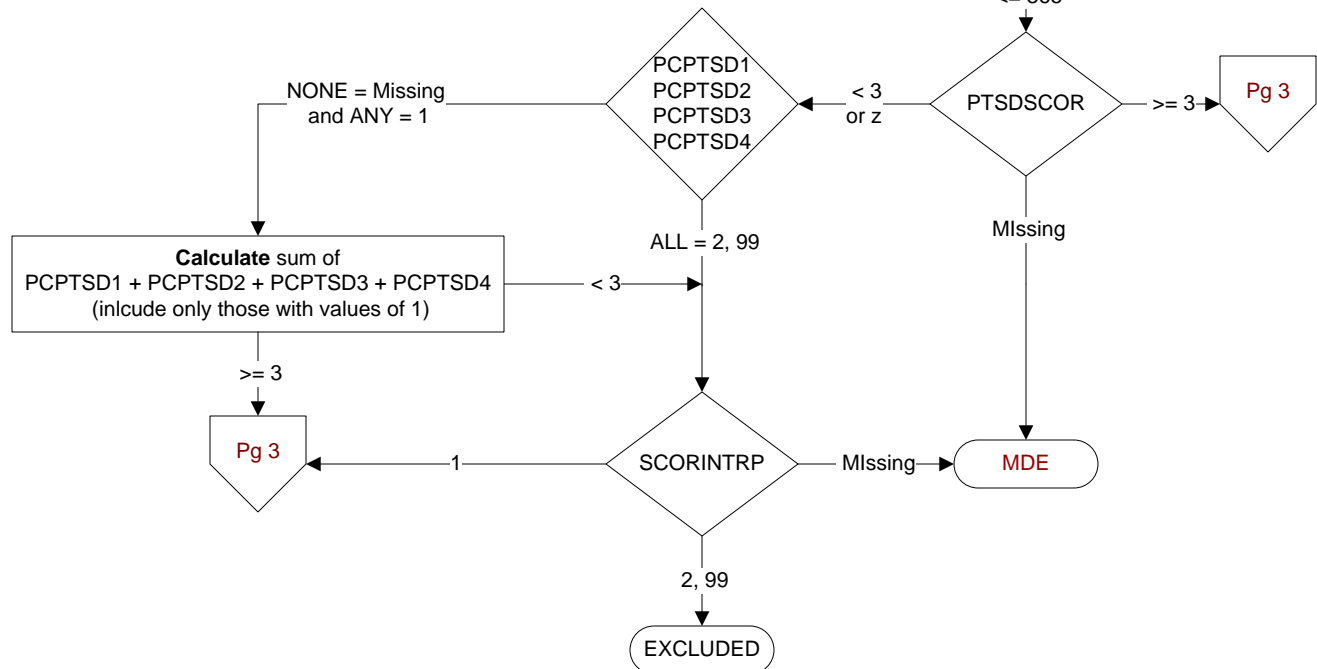 PCPTSD1
PCPTSD2
PCPTSD3
PCPTSD4
NONE = Missing
and ANY = 1
< 3
or z
PTSDSCOR
>= 3
Pg 3
MIssing
ALL = 2, 99
Calculate sum of
PCPTSD1 + PCPTSD2 + PCPTSD3 + PCPTSD4
(inlcude only those with values of 1)
< 3
>= 3
Pg 3
1
SCORINTRP
MIssing
MDE
2, 99
EXCLUDED